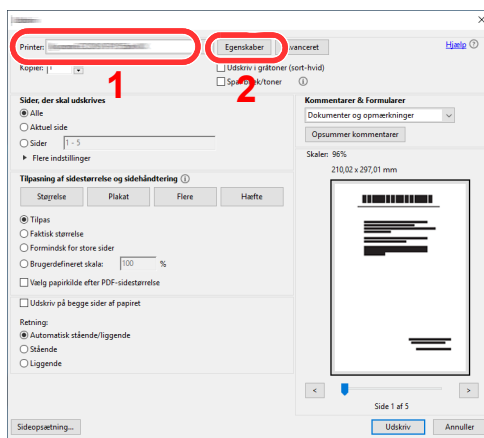 Printer:
Egenskaber
Avanceret
Hjælp
Kopier: 1
Udskriv i gråtoner (sort-hvid)
Spar blæk/toner
1
2
Sider, der skal udskrives
Alle
Aktuel side
Sider 1 - 5
Flere indstillinger
Tilpasning af sidestørrelse og sidehåndtering
Størrelse Plakat Flere Hæfte
Tilpas
Faktisk størrelse
Formindsk for store sider
Brugerdefineret skala: 100 %
Vælg papirkilde efter PDF-sidestørrelse
Udskriv på begge sider af papiret
Retning:
Automatisk stående/liggende
Stående
Liggende
Kommentarer & Formularer
Dokumenter og opmærkninger
Opsummer kommentarer
Skaler: 96%
210,02 x 297,01 mm
< >
Side 1 af 5
Sideopsætning...
Udskriv
Annuller